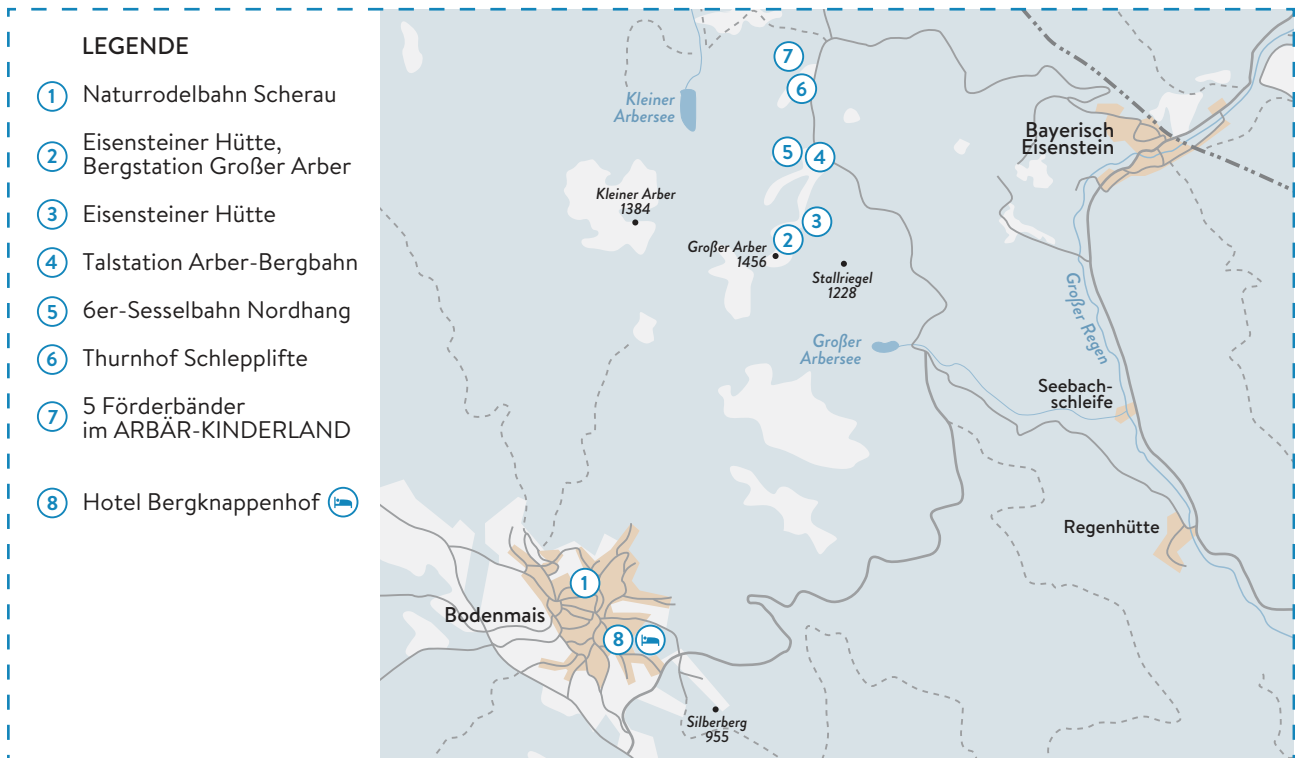 LEGENDE
1 Naturrodelbahn Scherau
2 Eisensteiner Hütte,
Bergstation Großer Arber
3 Eisensteiner Hütte
4 Talstation Arber-Bergbahn
5 6er-Sesselbahn Nordhang
6 Thurnhof Schlepplifte
7 5 Förderbänder
im ARBÄR-KINDERLAND
8 Hotel Bergknappenhof
7
6
Kleiner
Arbersee
5
4
Bayerisch
Eisenstein
Kleiner Arber
1384
3
2
Großer Arber
1456
Stallriegel
1228
Großer Regen
Großer
Arbersee
Seebach-
schleife
Regenhütte
1
Bodenmais
8
Silberberg
955